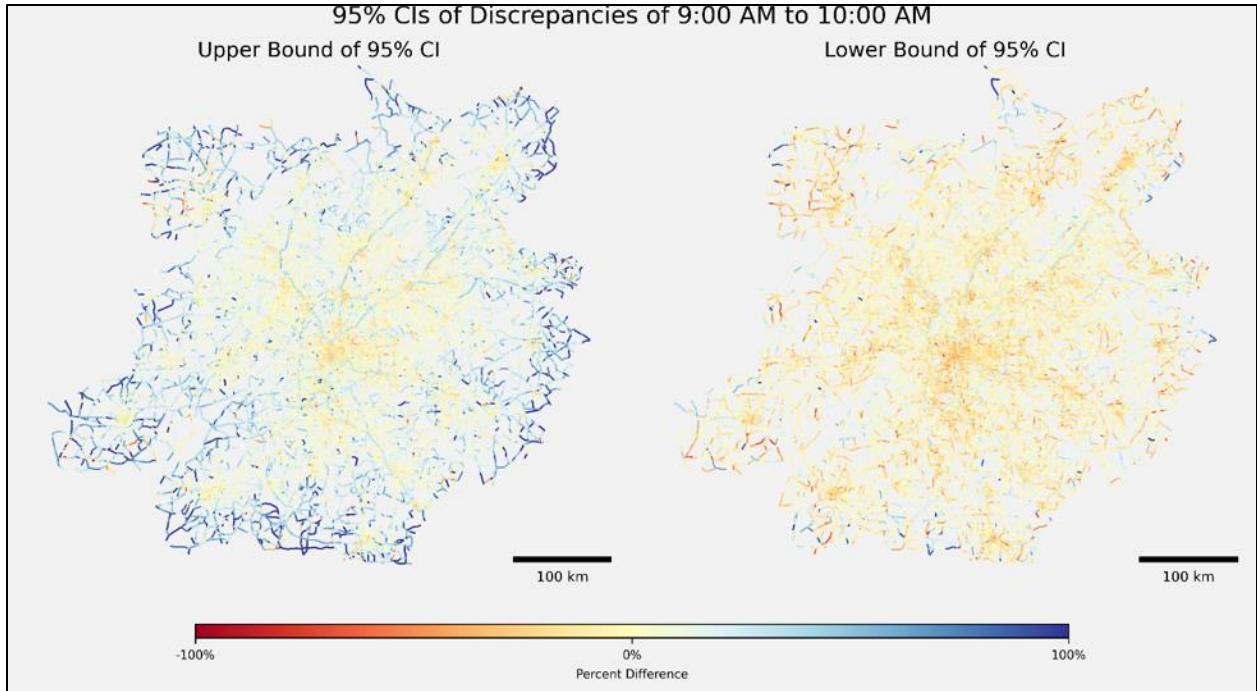 95% CIs of Discrepancies of 9:00 AM to 10:00 AM
Upper Bound of 95% CI
Lower Bound of 95% CI
100 km
100 km
-100%
0%
100%
Percent Difference